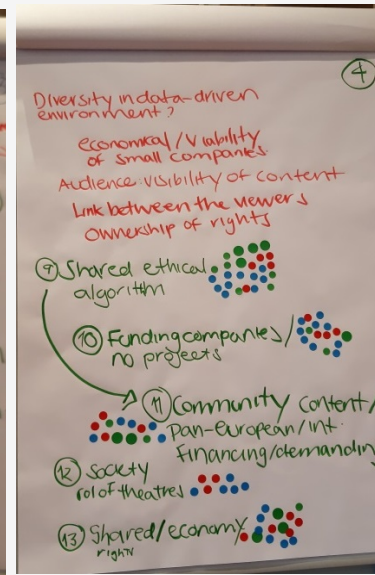 4
Diversity in data-driven
environment?
economical/viability
of small companies.
Audience visibility of content
Link between the viewers
ownership of rights
9 Shared ethical
algorithm
10 Funding companies/
no projects
11 Community content/
Pan-european/int.
financing/demanding
12 Society
rol of theatres
13 Shared/economy
rights